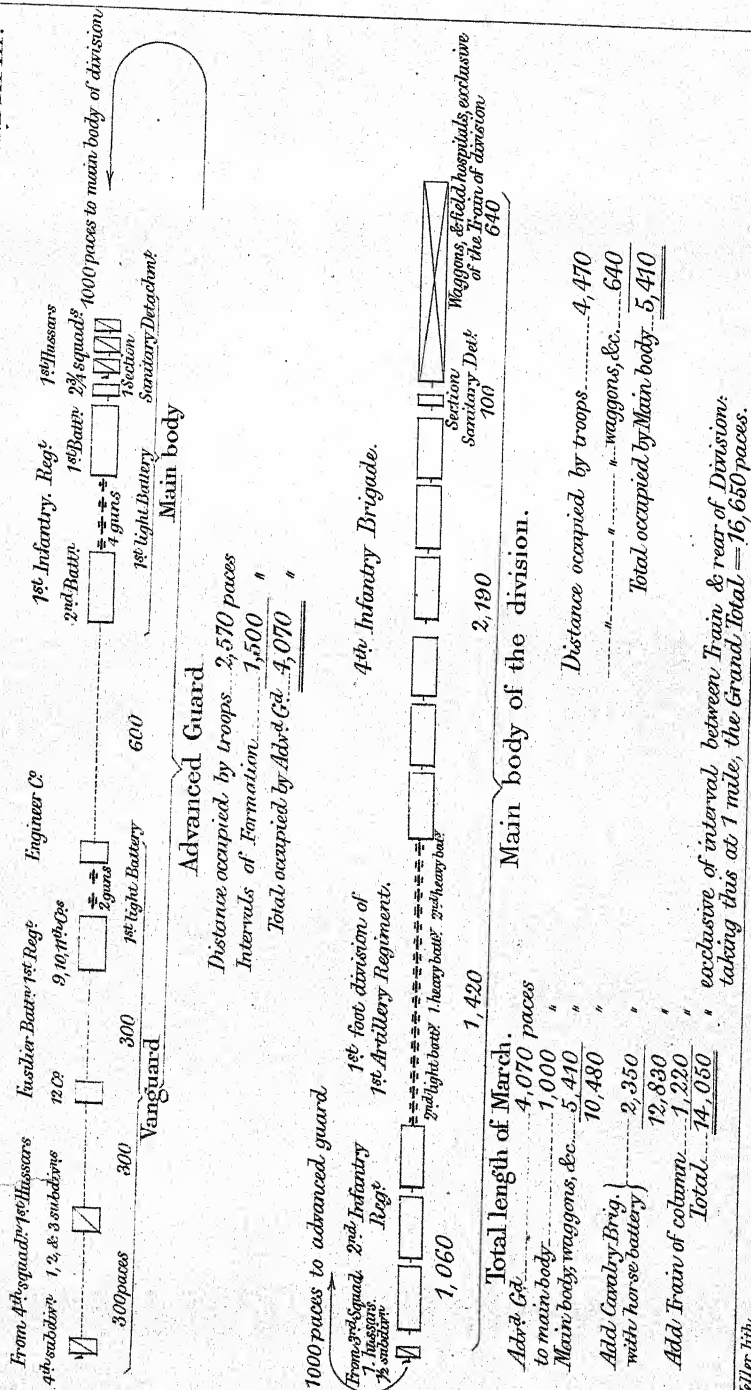 From 4th squadn 1st Hussars
4th subdivn 1, 2, & 3 subdivns
Fusilier Battn 1st Regt
12 Co
9, 10, 11th Cos
Engineer Co
2 guns
1st light Battery
300 paces
300
300
600
Vanguard
1st Infantry. Regt
2nd Battn
4 guns
1st Battn
1st light Battery
1st Hussars
2¾ squads
1 Section
Sanitary Detachmt
1000 paces to main body of division
Main body
Advanced Guard
Distance occupied by troops 2,570 paces
Intervals of Formation 1,500 "
Total occupied by Advd Gd 4,070 "
1000 paces to advanced guard
From 3rd Squad.
1. hussars.
½ subdivn
2nd Infantry
Regt
1st foot division of
1st Artillery Regiment.
2nd light batty 1. heavy batty 2nd heavy baty
4th Infantry Brigade.
Section
Sanitary Det.
100
Waggons, & field hospitals, exclusive
of the Train of division
640
1,060
1,420
2,190
Main body of the division.
Total length of March.
Advd Gd 4,070 paces
to main body 1,000 "
Main body, waggons, &c. 5,410 "
10,480 "
Add Cavalry Brig.
with horse battery } 2,350 "
12,830 "
Add Train of column 1,220 "
Total 14,050 " exclusive of interval between Train & rear of Division:
taking this at 1 mile, the Grand Total = 16,650 paces.
Distance occupied by troops 4,470
" " " waggons, &c. 640
Total occupied by Main body 5,410
lith.